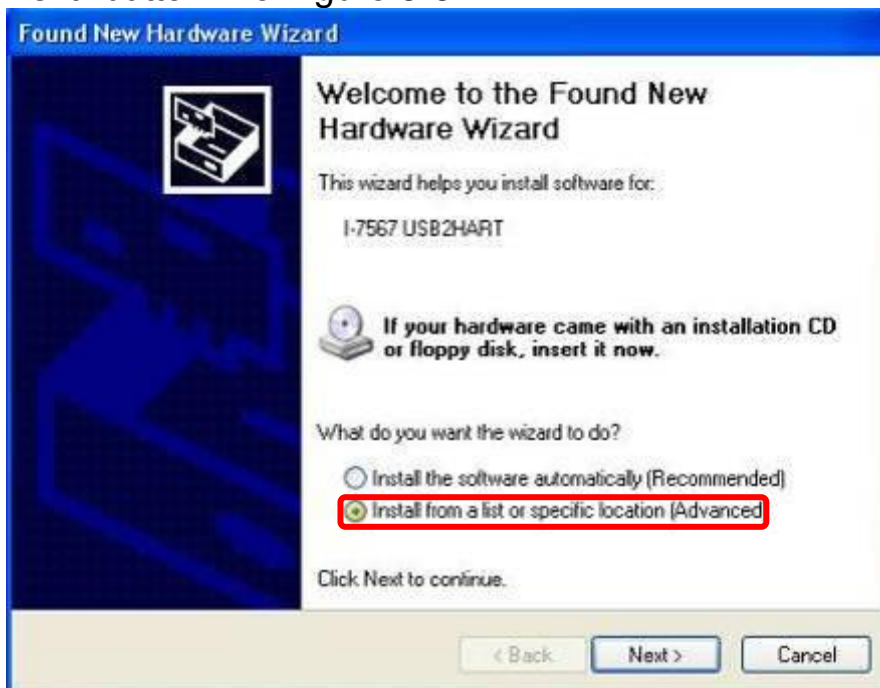 Found New Hardware Wizard
Welcome to the Found New
Hardware Wizard
This wizard helps you install software for:
I-7567 USB2HART
If your hardware came with an installation CD
or floppy disk, insert it now.
What do you want the wizard to do?
Install the software automatically (Recommended)
Install from a list or specific location (Advanced
Click Next to continue.
< Back
Next >
Cancel